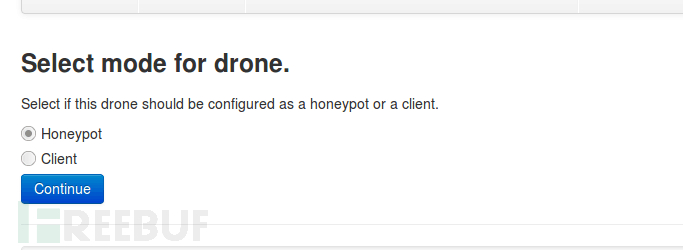 Select mode for drone.
Select if this drone should be configured as a honeypot or a client.
Honeypot
Client
Continue
FREEBUF